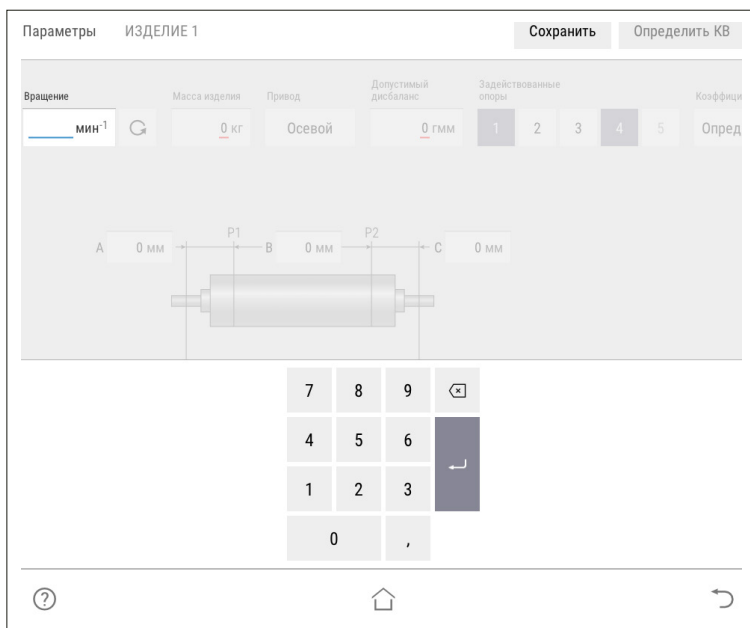 Параметры ИЗДЕЛИЕ 1 Сохранить Определить КВ
Вращение Масса изделия Привод Допустимый дисбаланс Задействованные опоры Коэффици
мин-1 0 кг Осевой 0 гмм 1 2 3 4 5 Опред
P1 P2
A 0 мм B 0 мм C 0 мм
7 8 9
4 5 6
1 2 3
0 ,
?